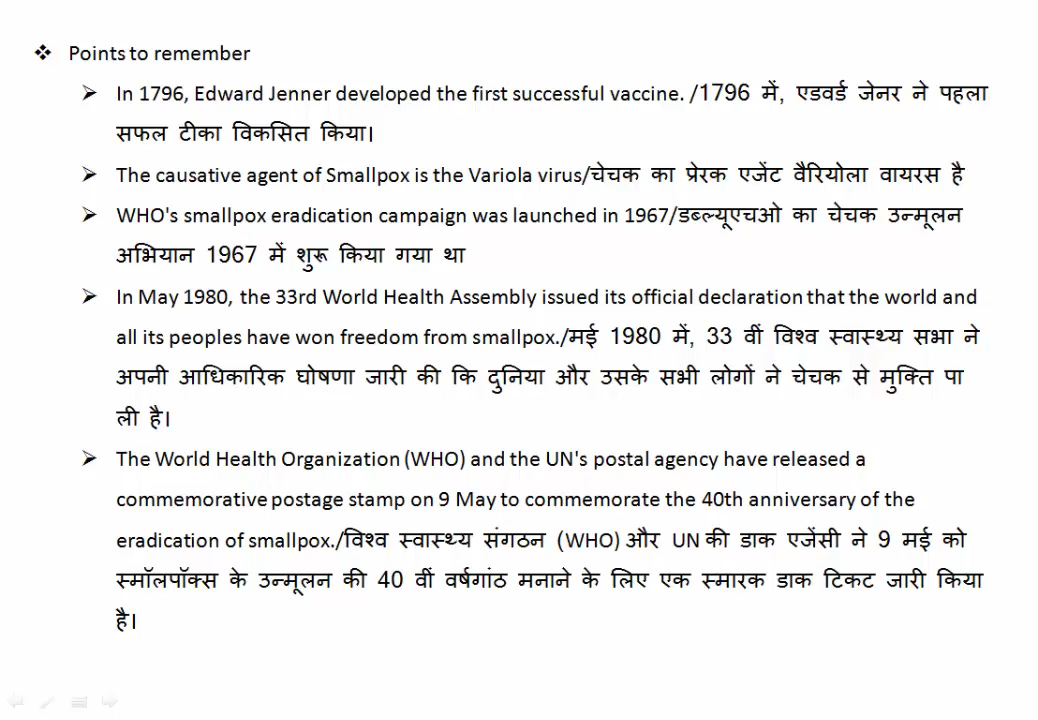 ❖ Points to remember
➢ In 1796, Edward Jenner developed the first successful vaccine. /1796 में, एडवर्ड जेनर ने पहला
सफल टीका विकसित किया।
➢ The causative agent of Smallpox is the Variola virus/चेचक का प्रेरक एजेंट वैरियोला वायरस है
➢ WHO's smallpox eradication campaign was launched in 1967/डब्ल्यूएचओ का चेचक उन्मूलन
अभियान 1967 में शुरू किया गया था
➢ In May 1980, the 33rd World Health Assembly issued its official declaration that the world and
all its peoples have won freedom from smallpox./मई 1980 में, 33 वीं विश्व स्वास्थ्य सभा ने
अपनी आधिकारिक घोषणा जारी की कि दुनिया और उसके सभी लोगों ने चेचक से मुक्ति पा
ली है।
➢ The World Health Organization (WHO) and the UN's postal agency have released a
commemorative postage stamp on 9 May to commemorate the 40th anniversary of the
eradication of smallpox./विश्व स्वास्थ्य संगठन (WHO) और UN की डाक एजेंसी ने 9 मई को
स्मॉलपॉक्स के उन्मूलन की 40 वीं वर्षगांठ मनाने के लिए एक स्मारक डाक टिकट जारी किया
है।